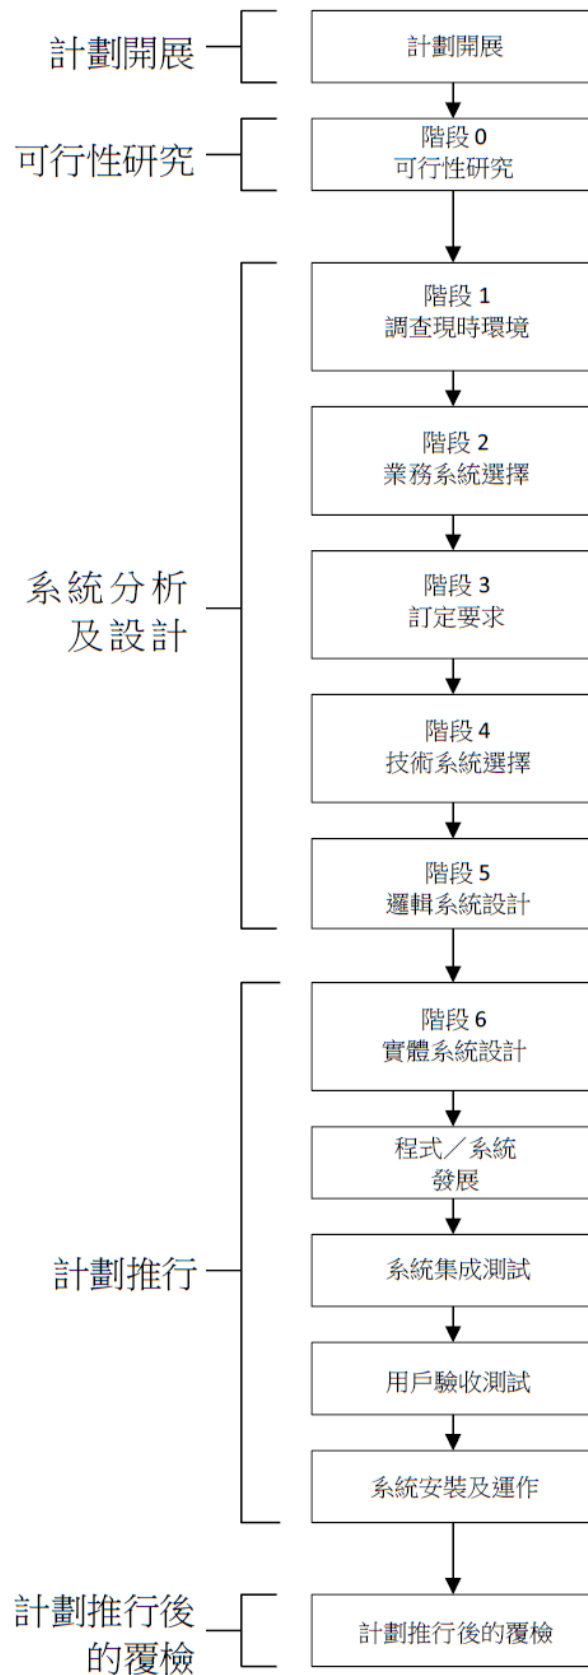 計劃開展
計劃開展
可行性研究
階段 0
可行性研究
系統分析
及設計
階段 1
調查現時環境
階段 2
業務系統選擇
階段 3
訂定要求
階段 4
技術系統選擇
階段 5
邏輯系統設計
計劃推行
階段 6
實體系統設計
程式／系統
發展
系統集成測試
用戶驗收測試
系統安裝及運作
計劃推行後
的覆檢
計劃推行後的覆檢